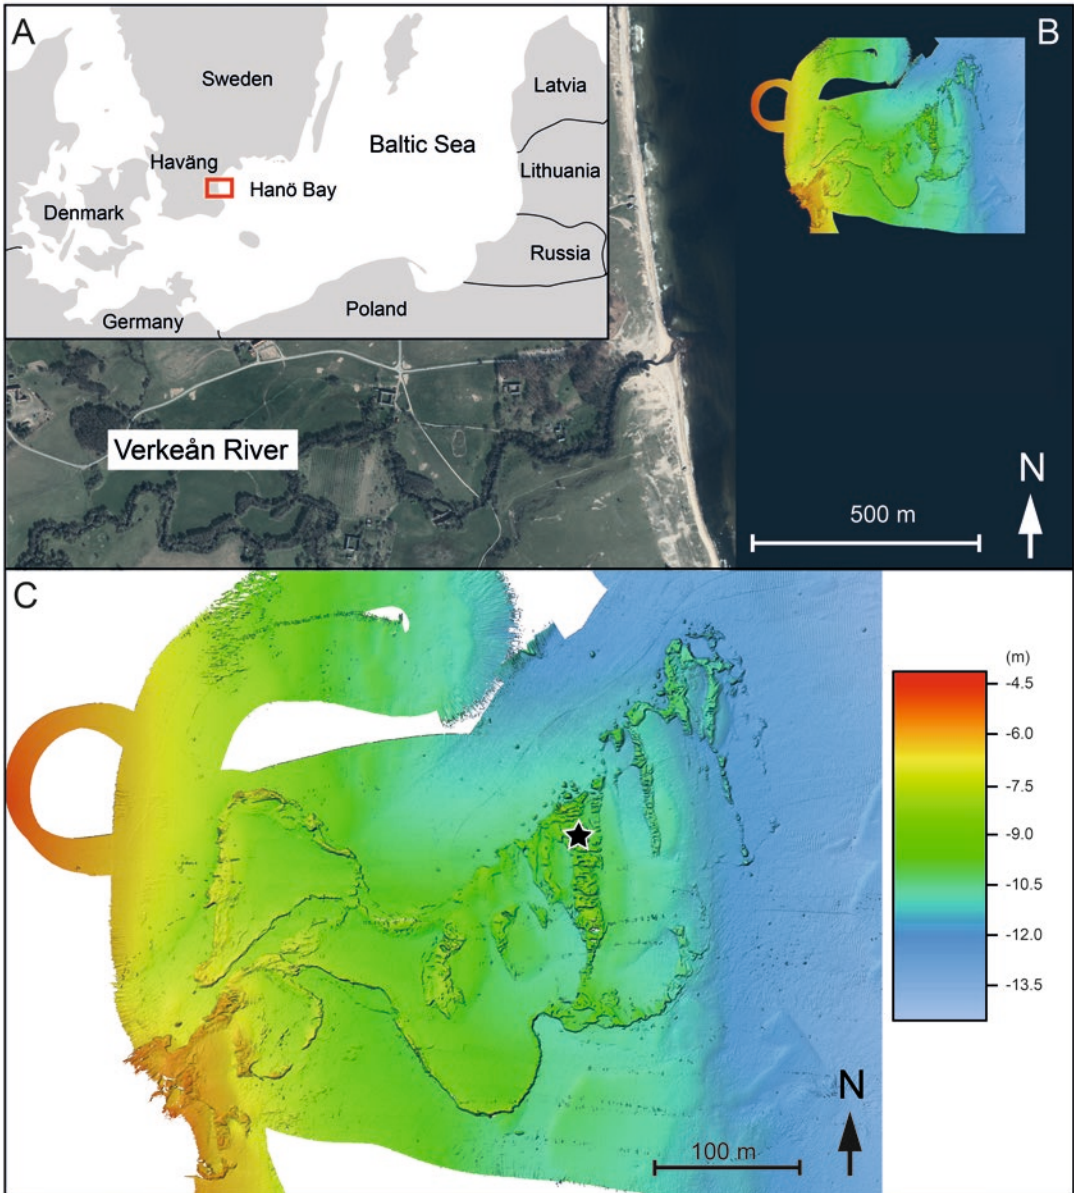 A
Sweden
Latvia
Baltic Sea
Haväng
Lithuania
Hanö Bay
Denmark
Russia
Poland
Germany
B
Verkeån River
N
500 m
C
(m)
-4.5
-6.0
-7.5
-9.0
-10.5
-12.0
-13.5
N
100 m